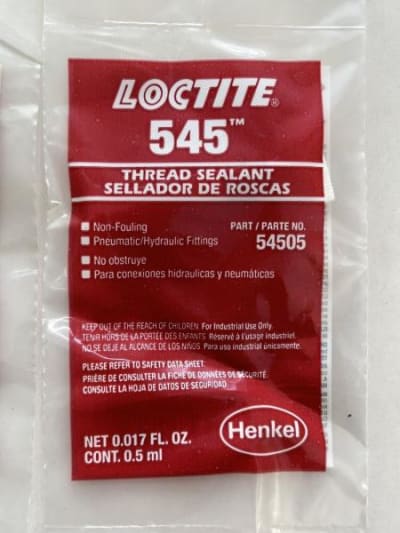 LOCTITE®
545™
THREAD SEALANT
SELLADOR DE ROSCAS
■ Non-Fouling
■ Pneumatic/Hydraulic Fittings
PART / PARTE NO.
54505
■ No obstruye
■ Para conexiones hidraulicas y neumáticas
KEEP OUT OF THE REACH OF CHILDREN. For Industrial Use Only.
TENIR HORS DE LA PORTÉE DES ENFANTS. Réservé à l'usage industriel.
NO SE DEJE AL ALCANCE DE LOS NIÑOS. Para uso industrial únicamente.
PLEASE REFER TO SAFETY DATA SHEET.
PRIÈRE DE CONSULTER LA FICHE DE DONNÉES DE SÉCURITÉ.
CONSULTE LA HOJA DE DATOS DE SEGURIDAD.
NET 0.017 FL. OZ.
CONT. 0.5 ml
Henkel